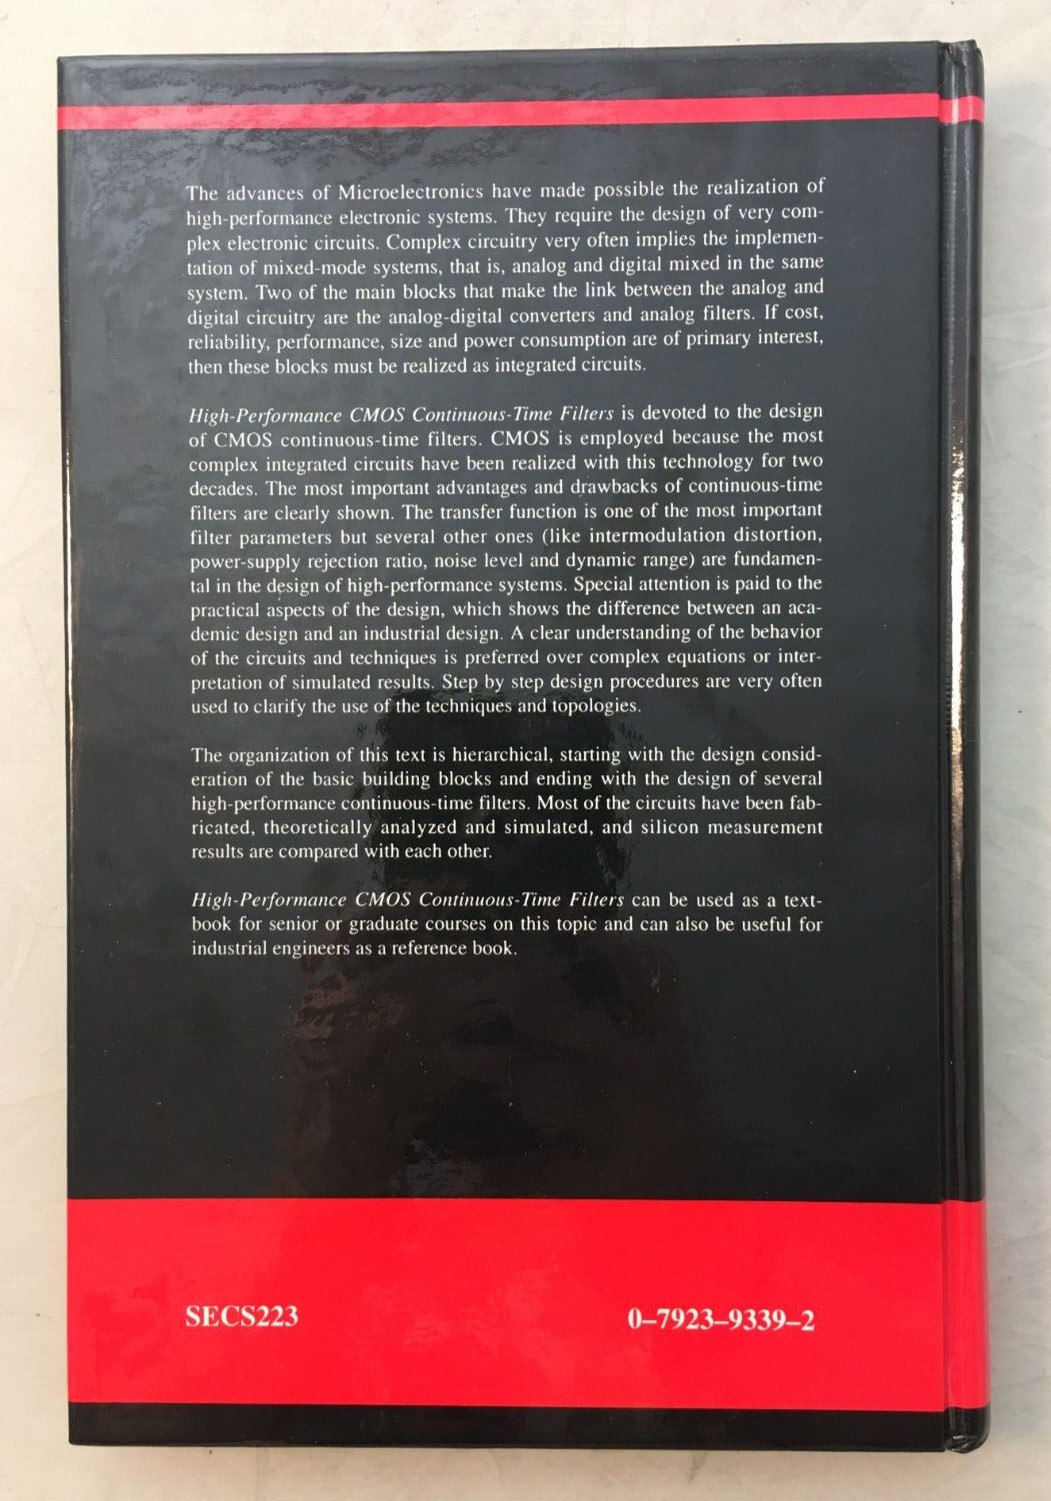 The advances of Microelectronics have made possible the realization of
high-performance electronic systems. They require the design of very com-
plex electronic circuits. Complex circuitry very often implies the implemen-
tation of mixed-mode systems, that is, analog and digital mixed in the same
system. Two of the main blocks that make the link between the analog and
digital circuitry are the analog-digital converters and analog filters. If cost,
reliability, performance, size and power consumption are of primary interest,
then these blocks must be realized as integrated circuits.
High-Performance CMOS Continuous-Time Filters is devoted to the design
of CMOS continuous-time filters. CMOS is employed because the most
complex integrated circuits have been realized with this technology for two
decades. The most important advantages and drawbacks of continuous-time
filters are clearly shown. The transfer function is one of the most important
filter parameters but several other ones (like intermodulation distortion,
power-supply rejection ratio, noise level and dynamic range) are fundamen-
tal in the design of high-performance systems. Special attention is paid to the
practical aspects of the design, which shows the difference between an aca-
demic design and an industrial design. A clear understanding of the behavior
of the circuits and techniques is preferred over complex equations or inter-
pretation of simulated results. Step by step design procedures are very often
used to clarify the use of the techniques and topologies.
The organization of this text is hierarchical, starting with the design consid-
eration of the basic building blocks and ending with the design of several
high-performance continuous-time filters. Most of the circuits have been fab-
ricated, theoretically analyzed and simulated, and silicon measurement
results are compared with each other.
High-Performance CMOS Continuous-Time Filters can be used as a text-
book for senior or graduate courses on this topic and can also be useful for
industrial engineers as a reference book.
SECS223
0–7923–9339–2